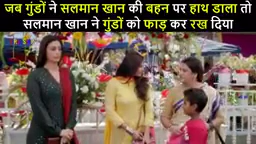 जब गुंडों ने सलमान खान की बहन पर हाथ डाला तो
सलमान खान ने गुंडों को फाड़ कर रख दिया